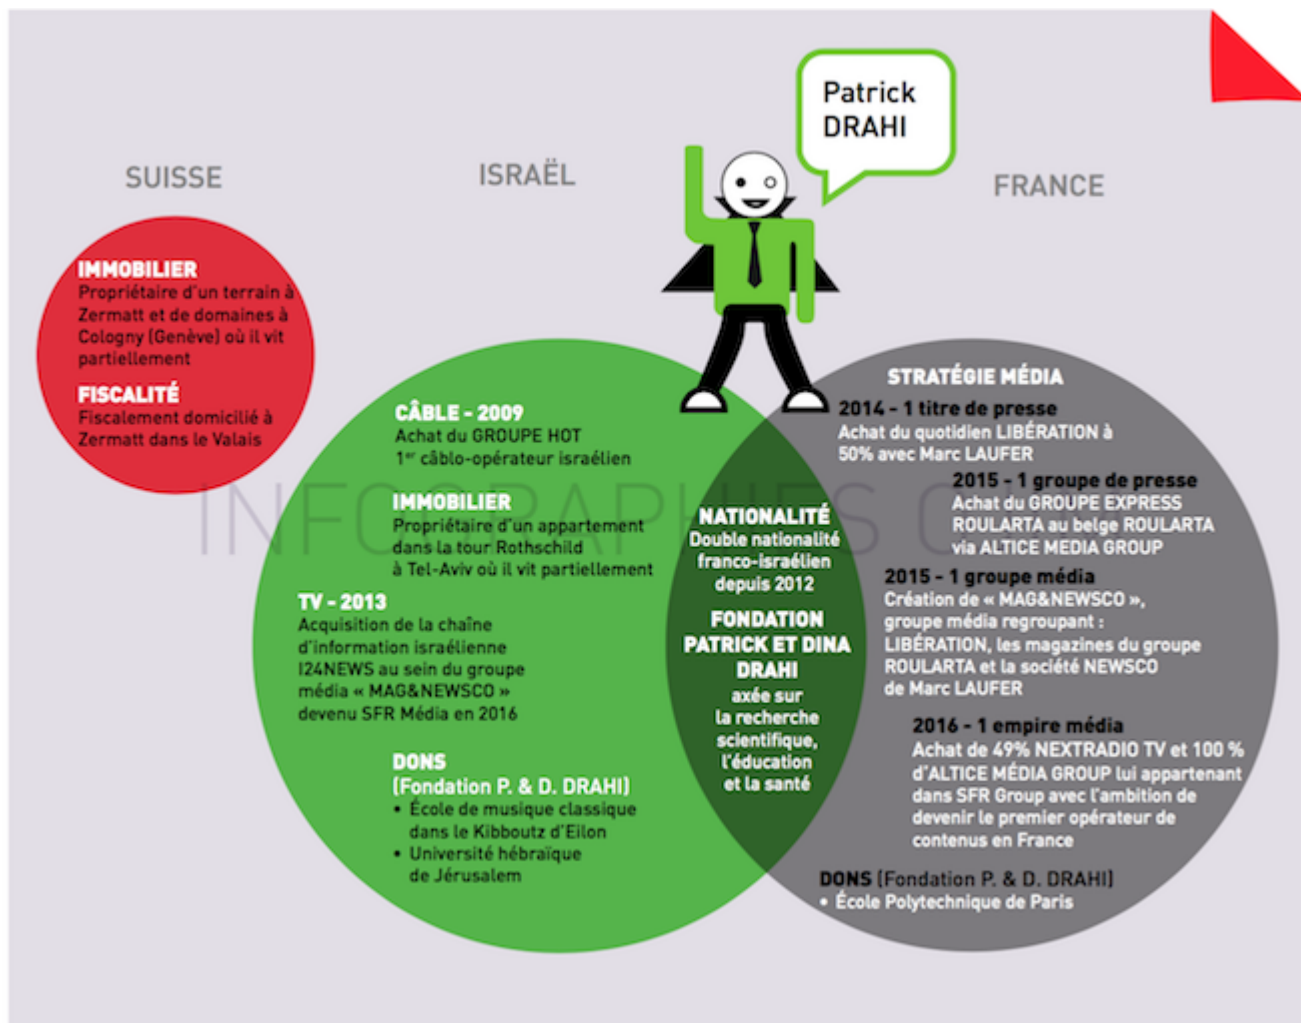 Patrick
DRAHI
SUISSE
ISRAËL
FRANCE
IMMOBILIER
Propriétaire d'un terrain à
Zermatt et de domaines à
Cologny (Genève) où il vit
partiellement
FISCALITÉ
Fiscalement domicilié à
Zermatt dans le Valais
CÂBLE - 2009
Achat du GROUPE HOT
1er câblo-opérateur israélien
IMMOBILIER
Propriétaire d'un appartement
dans la tour Rothschild
à Tel-Aviv où il vit partiellement
TV - 2013
Acquisition de la chaîne
d'information israélienne
I24NEWS au sein du groupe
média « MAG&NEWSCO »
devenu SFR Média en 2016
DONS
(Fondation P. & D. DRAHI)
• École de musique classique
dans le Kibboutz d'Eilon
• Université hébraïque
de Jérusalem
NATIONALITÉ
Double nationalité
franco-israélien
depuis 2012
FONDATION
PATRICK ET DINA
DRAHI
axée sur
la recherche
scientifique,
l'éducation
et la santé
STRATÉGIE MÉDIA
2014 - 1 titre de presse
Achat du quotidien LIBÉRATION à
50% avec Marc LAUFER
2015 - 1 groupe de presse
Achat du GROUPE EXPRESS
ROULARTA au belge ROULARTA
via ALTICE MEDIA GROUP
2015 - 1 groupe média
Création de « MAG&NEWSCO »,
groupe média regroupant :
LIBÉRATION, les magazines du groupe
ROULARTA et la société NEWSCO
de Marc LAUFER
2016 - 1 empire média
Achat de 49% NEXTRADIO TV et 100 %
d'ALTICE MÉDIA GROUP lui appartenant
dans SFR Group avec l'ambition de
devenir le premier opérateur de
contenus en France
DONS (Fondation P. & D. DRAHI)
• École Polytechnique de Paris
INFOGRAPHIES